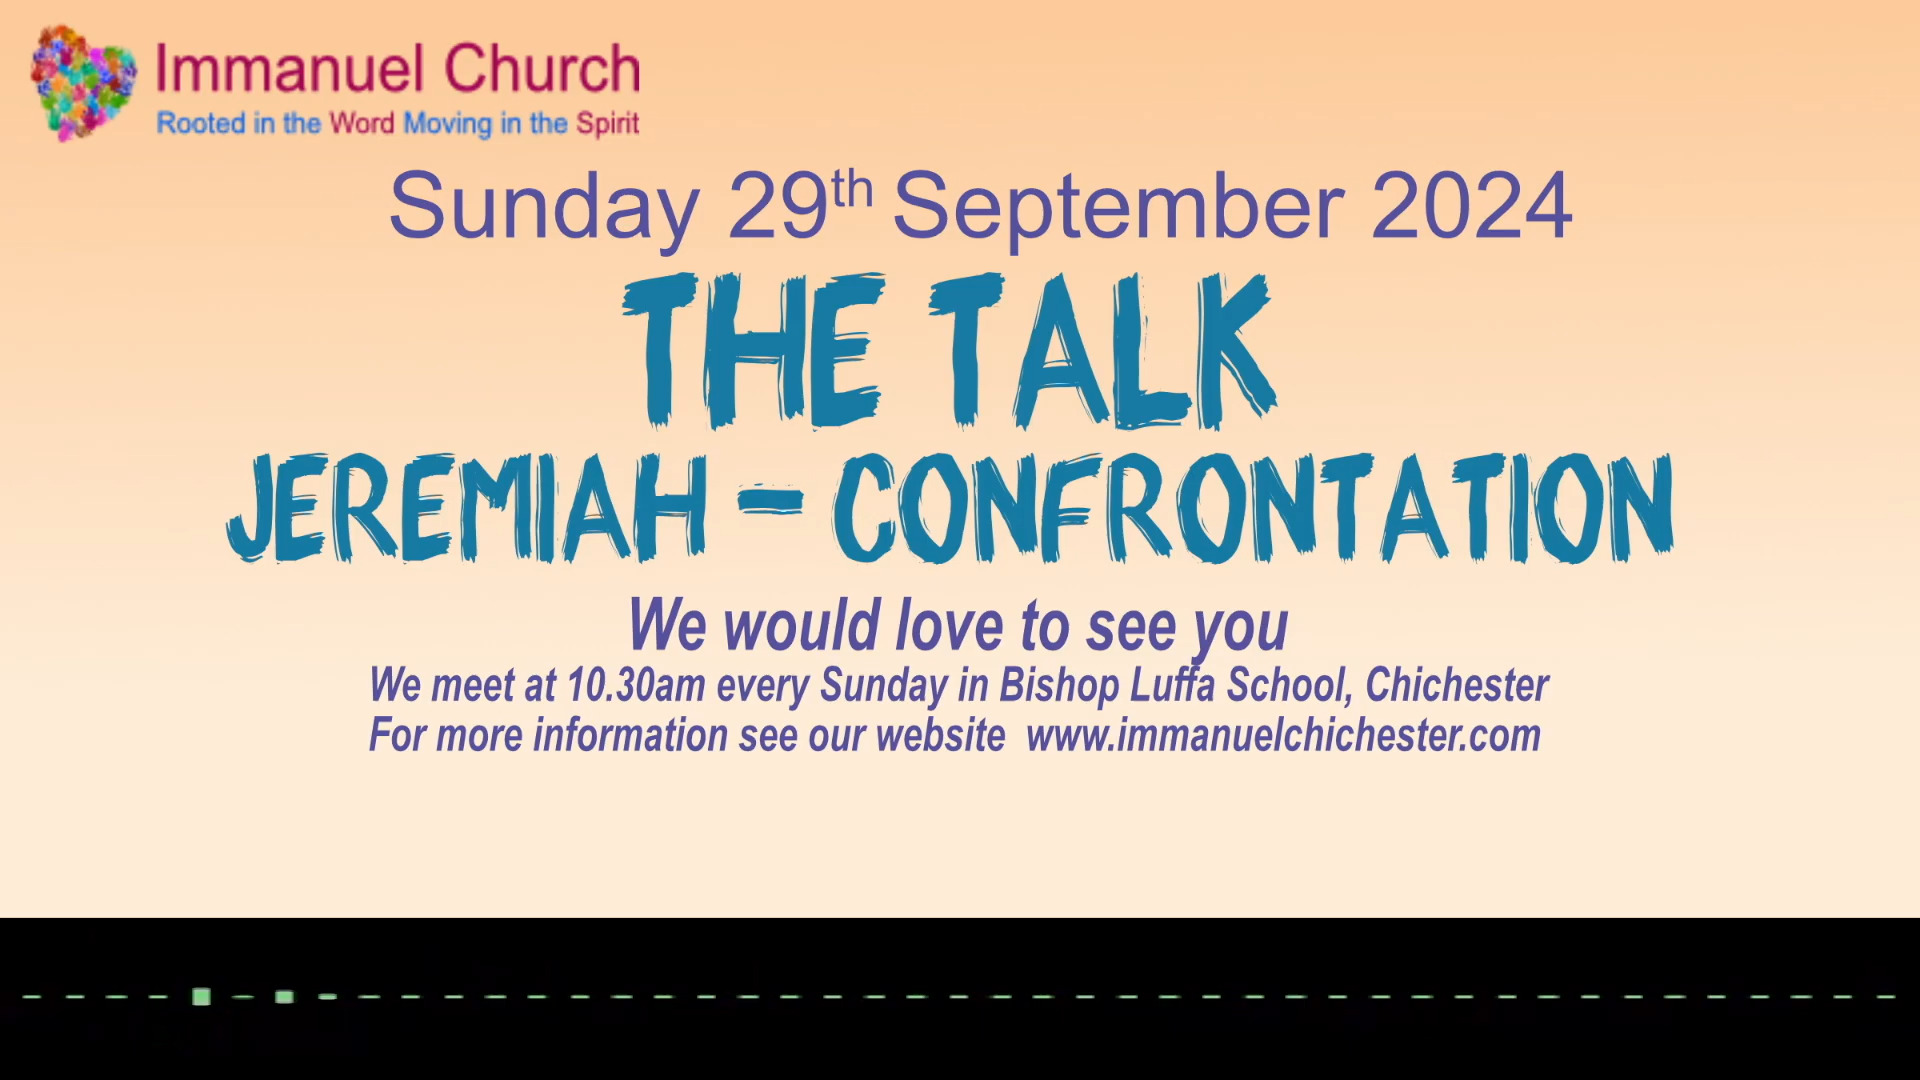 Immanuel Church
Rooted in the Word Moving in the Spirit
Sunday 29th September 2024
THE TALK
JEREMIAH - CONFRONTATION
We would love to see you
We meet at 10.30am every Sunday in Bishop Luffa School, Chichester
For more information see our website www.immanuelchichester.com